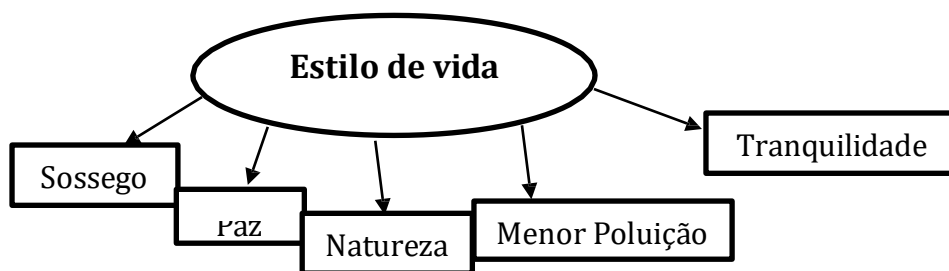 Estilo de vida
Sossego
Paz
Natureza
Menor Poluição
Tranquilidade